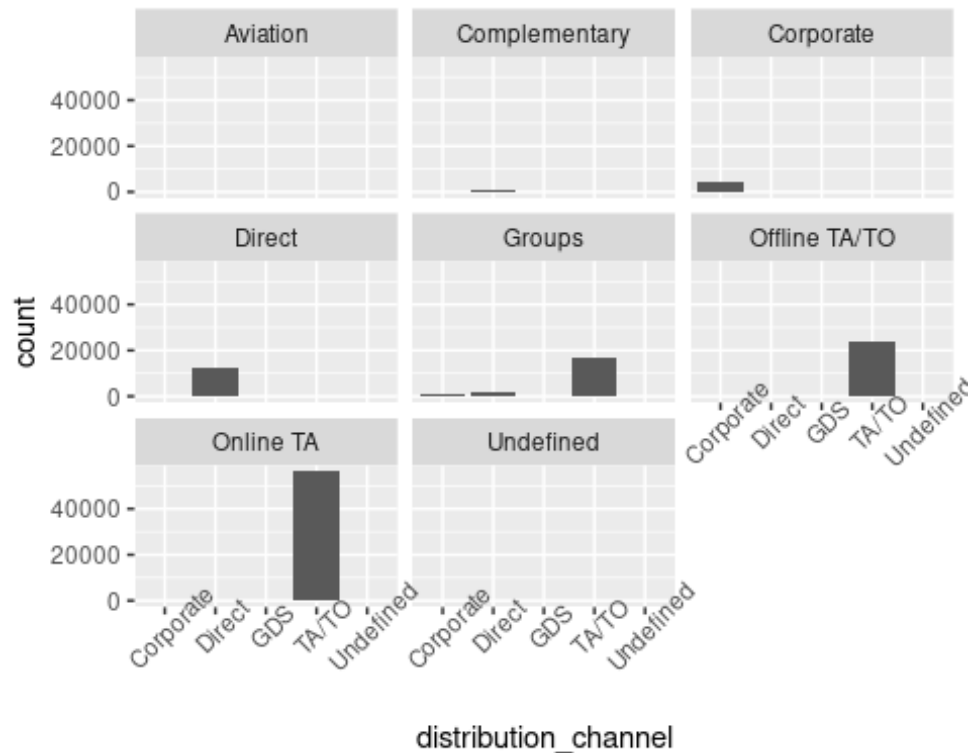 Aviation
Complementary
Corporate
40000
20000
0
Direct
Groups
Offline TA/TO
40000
20000
0
Corporate
Direct
GDS
TA/TO
Undefined
Online TA
Undefined
40000
20000
0
Corporate
Direct
GDS
TA/TO
Undefined
Corporate
Direct
GDS
TA/TO
Undefined
count
distribution_channel